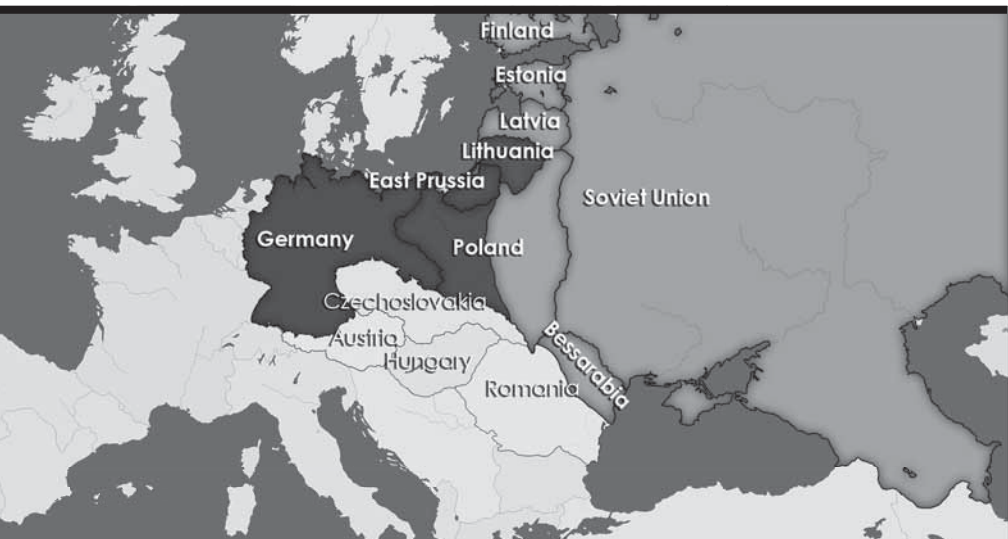 Finland
Estonia
Latvia
Lithuania
East Prussia
Soviet Union
Germany
Poland
Czechoslovakia
Austria
Hungary
Bessarabia
Romania